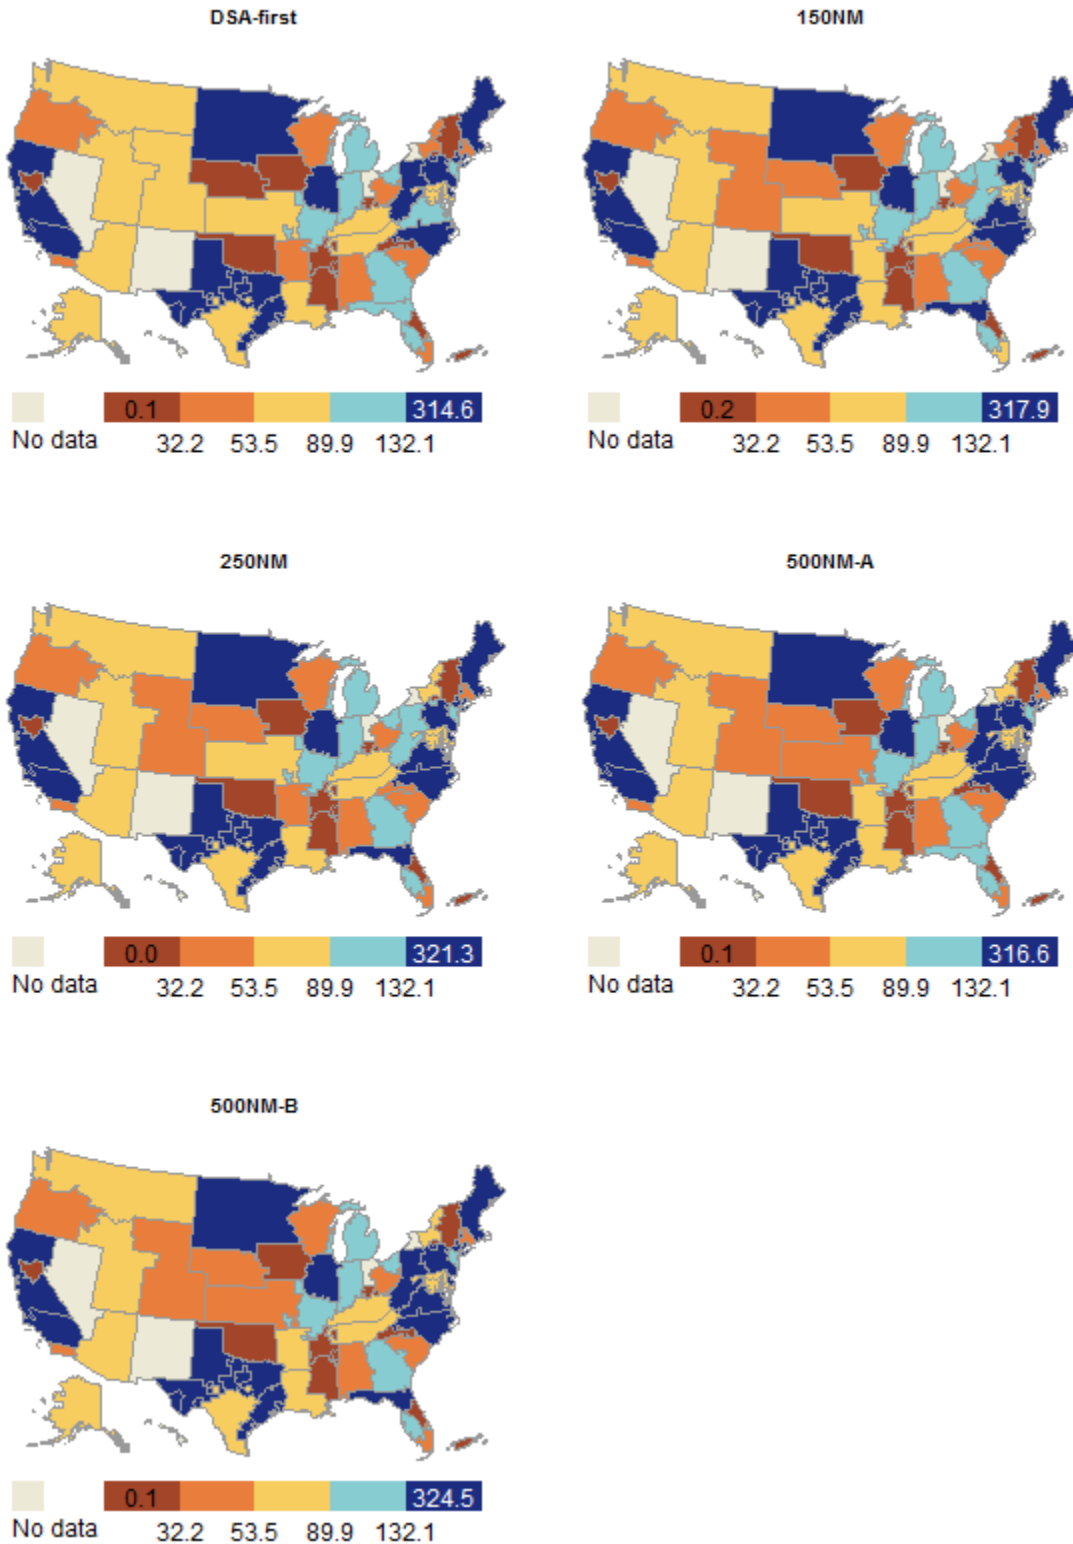 DSA-first 150NM
0.1 314.6 0.2 317.9
No data 32.2 53.5 89.9 132.1 No data 32.2 53.5 89.9 132.1
250NM 500NM-A
0.0 321.3 0.1 316.6
No data 32.2 53.5 89.9 132.1 No data 32.2 53.5 89.9 132.1
500NM-B
0.1 324.5
No data 32.2 53.5 89.9 132.1